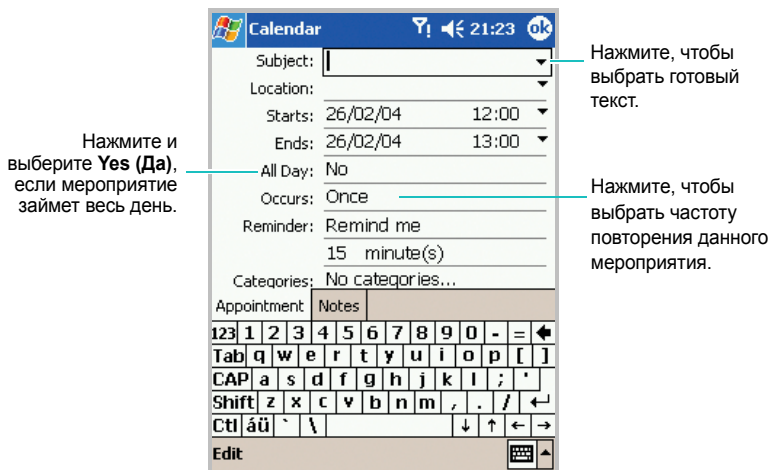 Calendar 21:23 ok
Subject:
Location:
Starts: 26/02/04 12:00
Ends: 26/02/04 13:00
All Day: No
Occurs: Once
Reminder: Remind me
15 minute(s)
Categories: No categories...
Appointment Notes
123 1 2 3 4 5 6 7 8 9 0 - =
Tab q w e r t y u i o p [ ]
CAP a s d f g h j k l ; '
Shift z x c v b n m , . /
Ctl áü ` \
Edit
Нажмите, чтобы
выбрать готовый
текст.
Нажмите и
выберите Yes (Да),
если мероприятие
займет весь день.
Нажмите, чтобы
выбрать частоту
повторения данного
мероприятия.